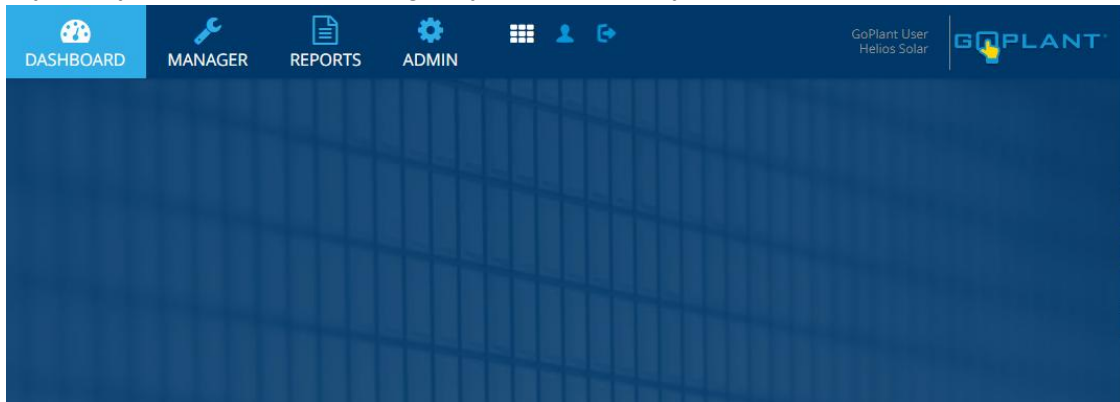 DASHBOARD
MANAGER
REPORTS
ADMIN
GoPlant User
Helios Solar
GOPLANT